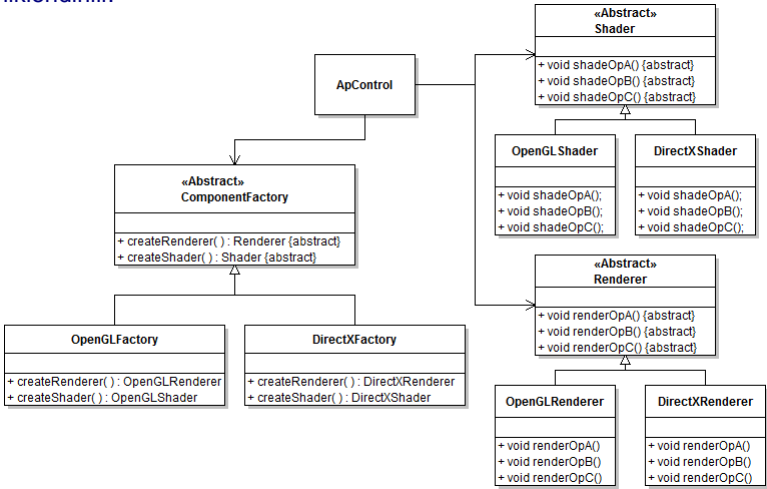 «Abstract»
Shader
+ void shadeOpA() {abstract}
+ void shadeOpB() {abstract}
+ void shadeOpC() {abstract}
ApControl
OpenGLShader
+ void shadeOpA();
+ void shadeOpB();
+ void shadeOpC();
DirectXShader
+ void shadeOpA();
+ void shadeOpB();
+ void shadeOpC();
«Abstract»
ComponentFactory
+ createRenderer( ) : Renderer {abstract}
+ createShader( ) : Shader {abstract}
«Abstract»
Renderer
+ void renderOpA() {abstract}
+ void renderOpB() {abstract}
+ void renderOpC() {abstract}
OpenGLFactory
+ createRenderer( ) : OpenGLRenderer
+ createShader( ) : OpenGLShader
DirectXFactory
+ createRenderer( ) : DirectXRenderer
+ createShader( ) : DirectXShader
OpenGLRenderer
+ void renderOpA()
+ void renderOpB()
+ void renderOpC()
DirectXRenderer
+ void renderOpA()
+ void renderOpB()
+ void renderOpC()